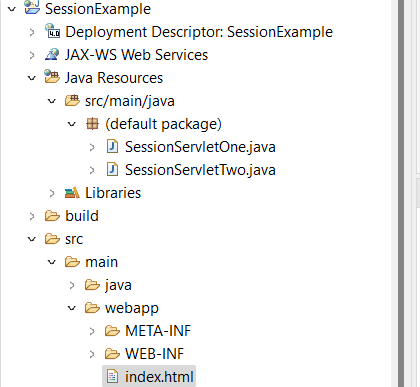 SessionExample
Deployment Descriptor: SessionExample
JAX-WS Web Services
Java Resources
src/main/java
(default package)
SessionServletOne.java
SessionServletTwo.java
Libraries
build
src
main
java
webapp
META-INF
WEB-INF
index.html